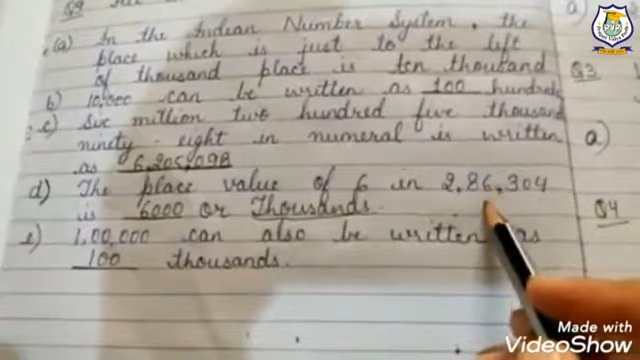 (a) In the Indian Number System, the
place which is just to the left
of thousand place is ten thousand
b) 10,000 can be written as 100 hundreds
c) Six million two hundred five thousand
ninety-eight in numeral is written
as 6,205,098
d) The place value of 6 in 2,86,304
is 6000 or Thousands.
e) 1,00,000 can also be written as
100 thousands.
a)
Q3
a)
Q4
Made with
VideoShow